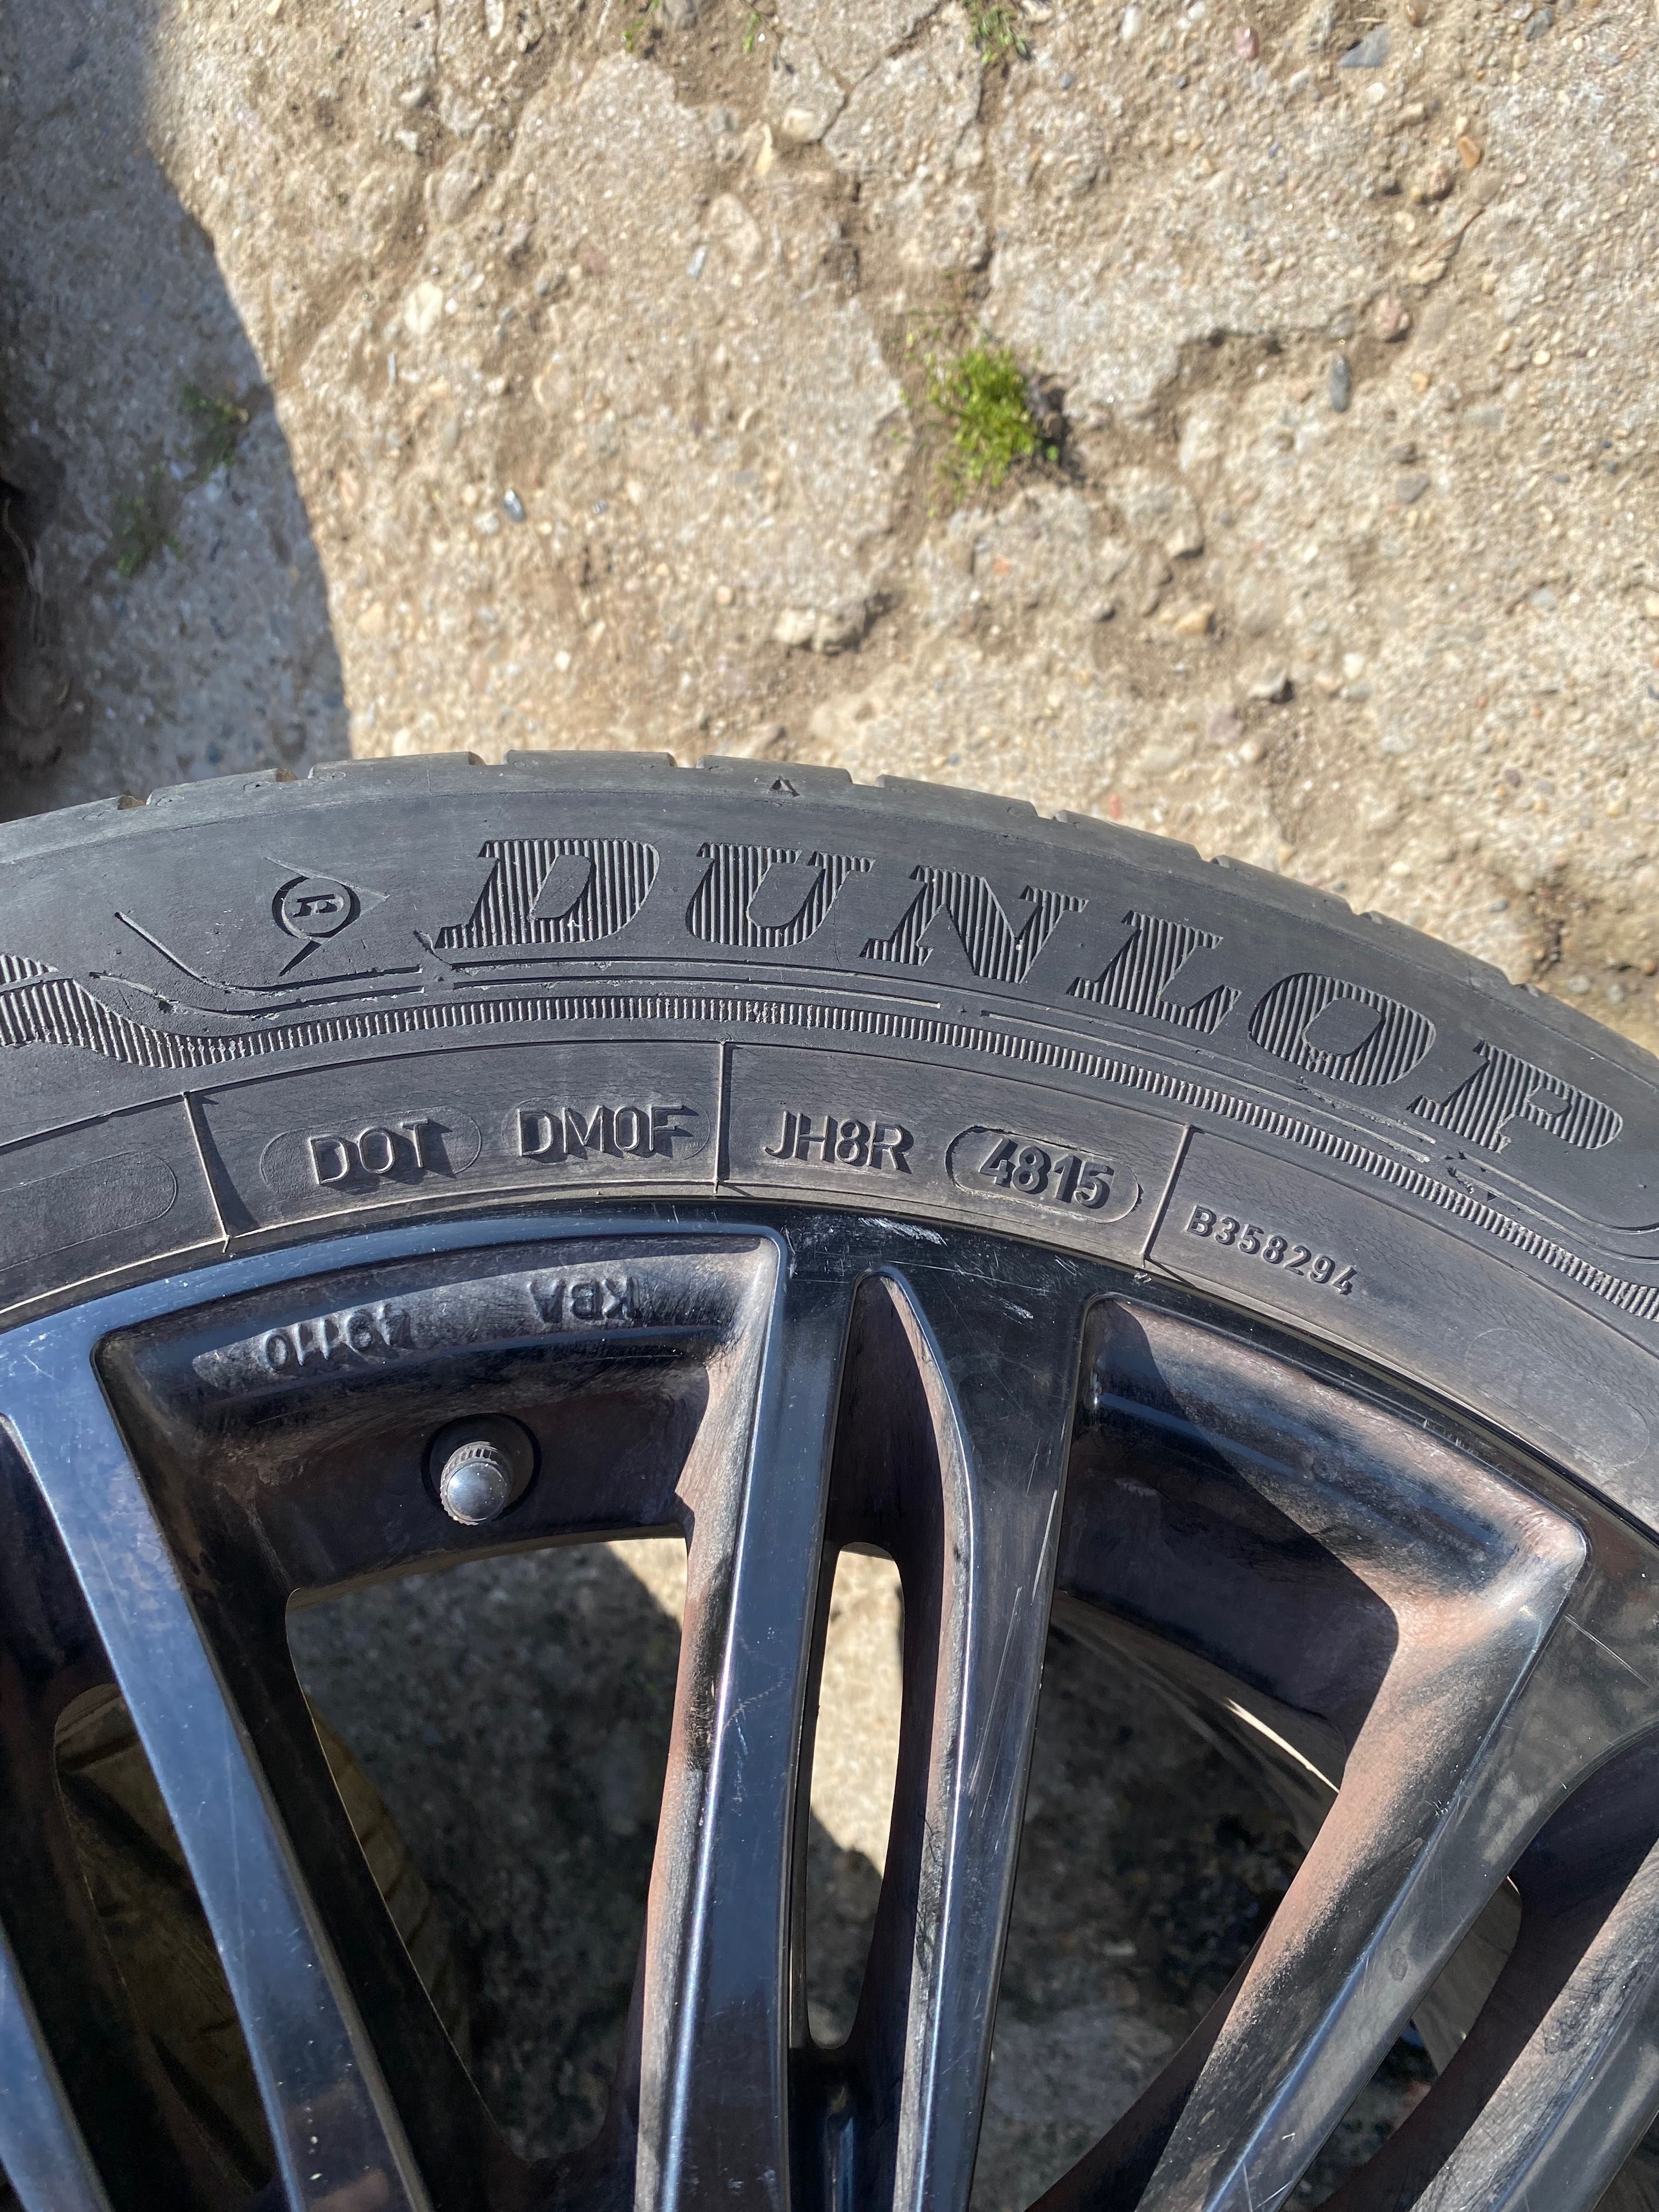 DUNLOP
DOT DM0F JH8R 4815
B358294
KBA 49110